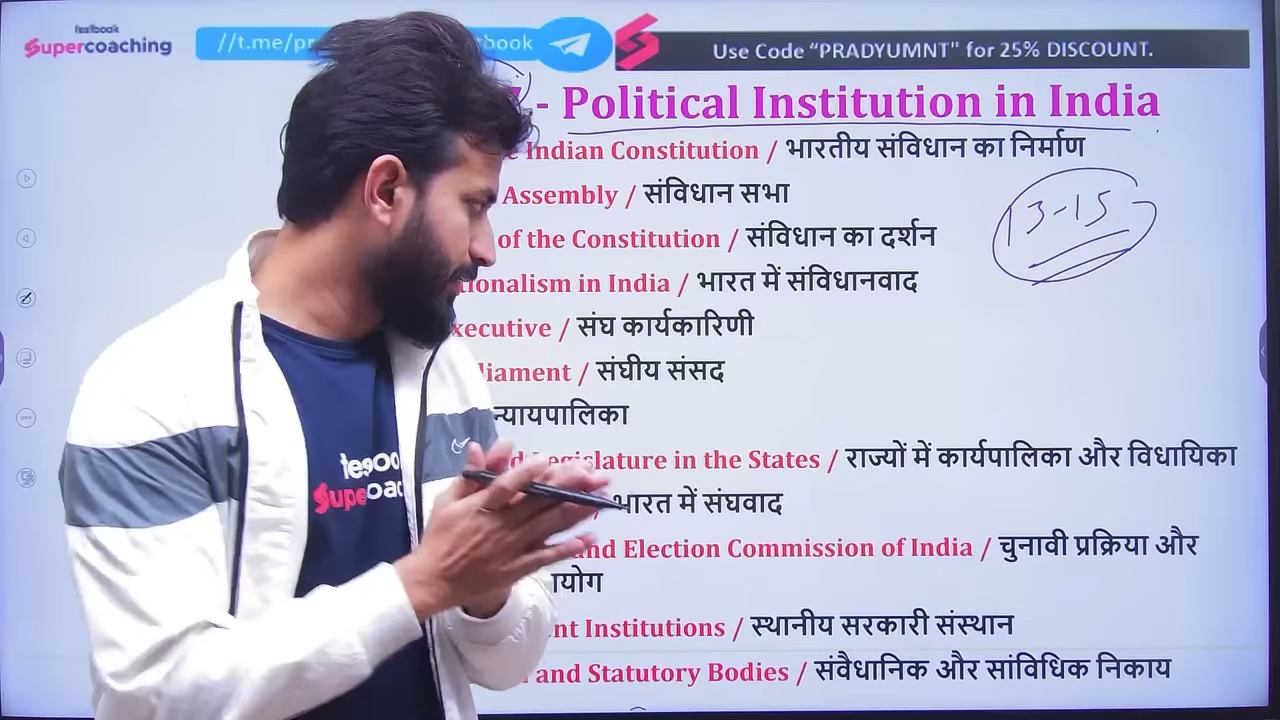 testbook
Supercoaching
//t.me/pr
book
Use Code “PRADYUMNT" for 25% DISCOUNT.
- Political Institution in India
Indian Constitution / भारतीय संविधान का निर्माण
Assembly / संविधान सभा
13-15
of the Constitution / संविधान का दर्शन
tionalism in India / भारत में संविधानवाद
xecutive / संघ कार्यकारिणी
liament / संघीय संसद
न्यायपालिका
Legislature in the States / राज्यों में कार्यपालिका और विधायिका
/ भारत में संघवाद
and Election Commission of India / चुनावी प्रक्रिया और
योग
nt Institutions / स्थानीय सरकारी संस्थान
and Statutory Bodies / संवैधानिक और सांविधिक निकाय